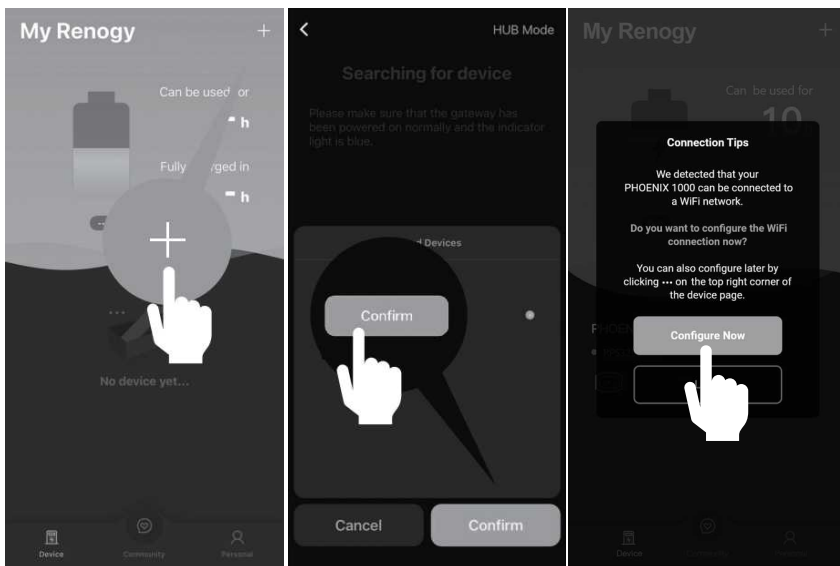 My Renogy
+
Can be used or
h
Fully rged in
h
+
No device yet...
Device
Community
Personal
HUB Mode
Searching for device
Please make sure that the gateway has
been powered on normally and the indicator
light is blue.
Devices
Confirm
Cancel
Confirm
My Renogy
+
Can be used for
10
Connection Tips
We detected that your
PHOENIX 1000 can be connected to
a WiFi network.
Do you want to configure the WiFi
connection now?
You can also configure later by
clicking ••• on the top right corner of
the device page.
Configure Now
Device